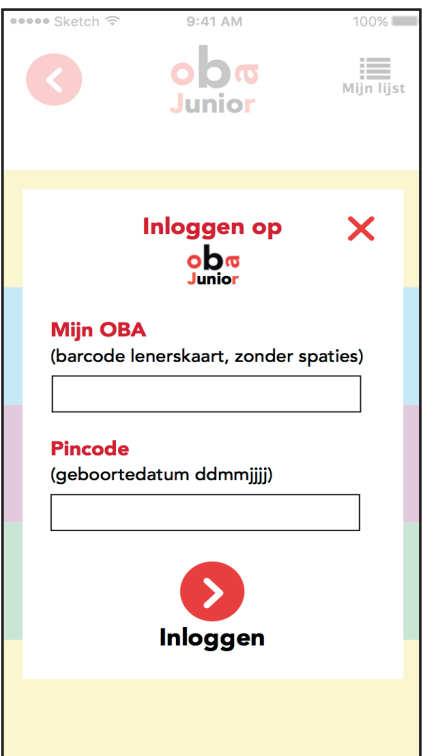 Sketch 9:41 AM 100%
oba
Junior
Mijn lijst
Inloggen op
oba
Junior
Mijn OBA
(barcode lenerskaart, zonder spaties)
Pincode
(geboortedatum ddmmjjjj)
Inloggen